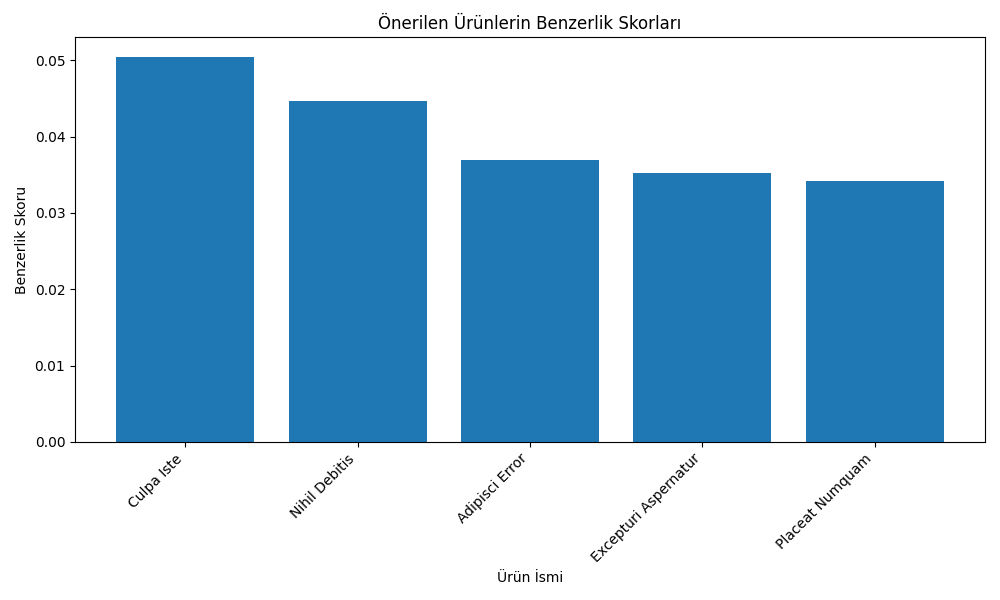 Önerilen Ürünlerin Benzerlik Skorları
Benzerlik Skoru
0.05
0.04
0.03
0.02
0.01
0.00
Culpa Iste
Nihil Debitis
Adipisci Error
Excepturi Aspernatur
Placeat Numquam
Ürün İsmi